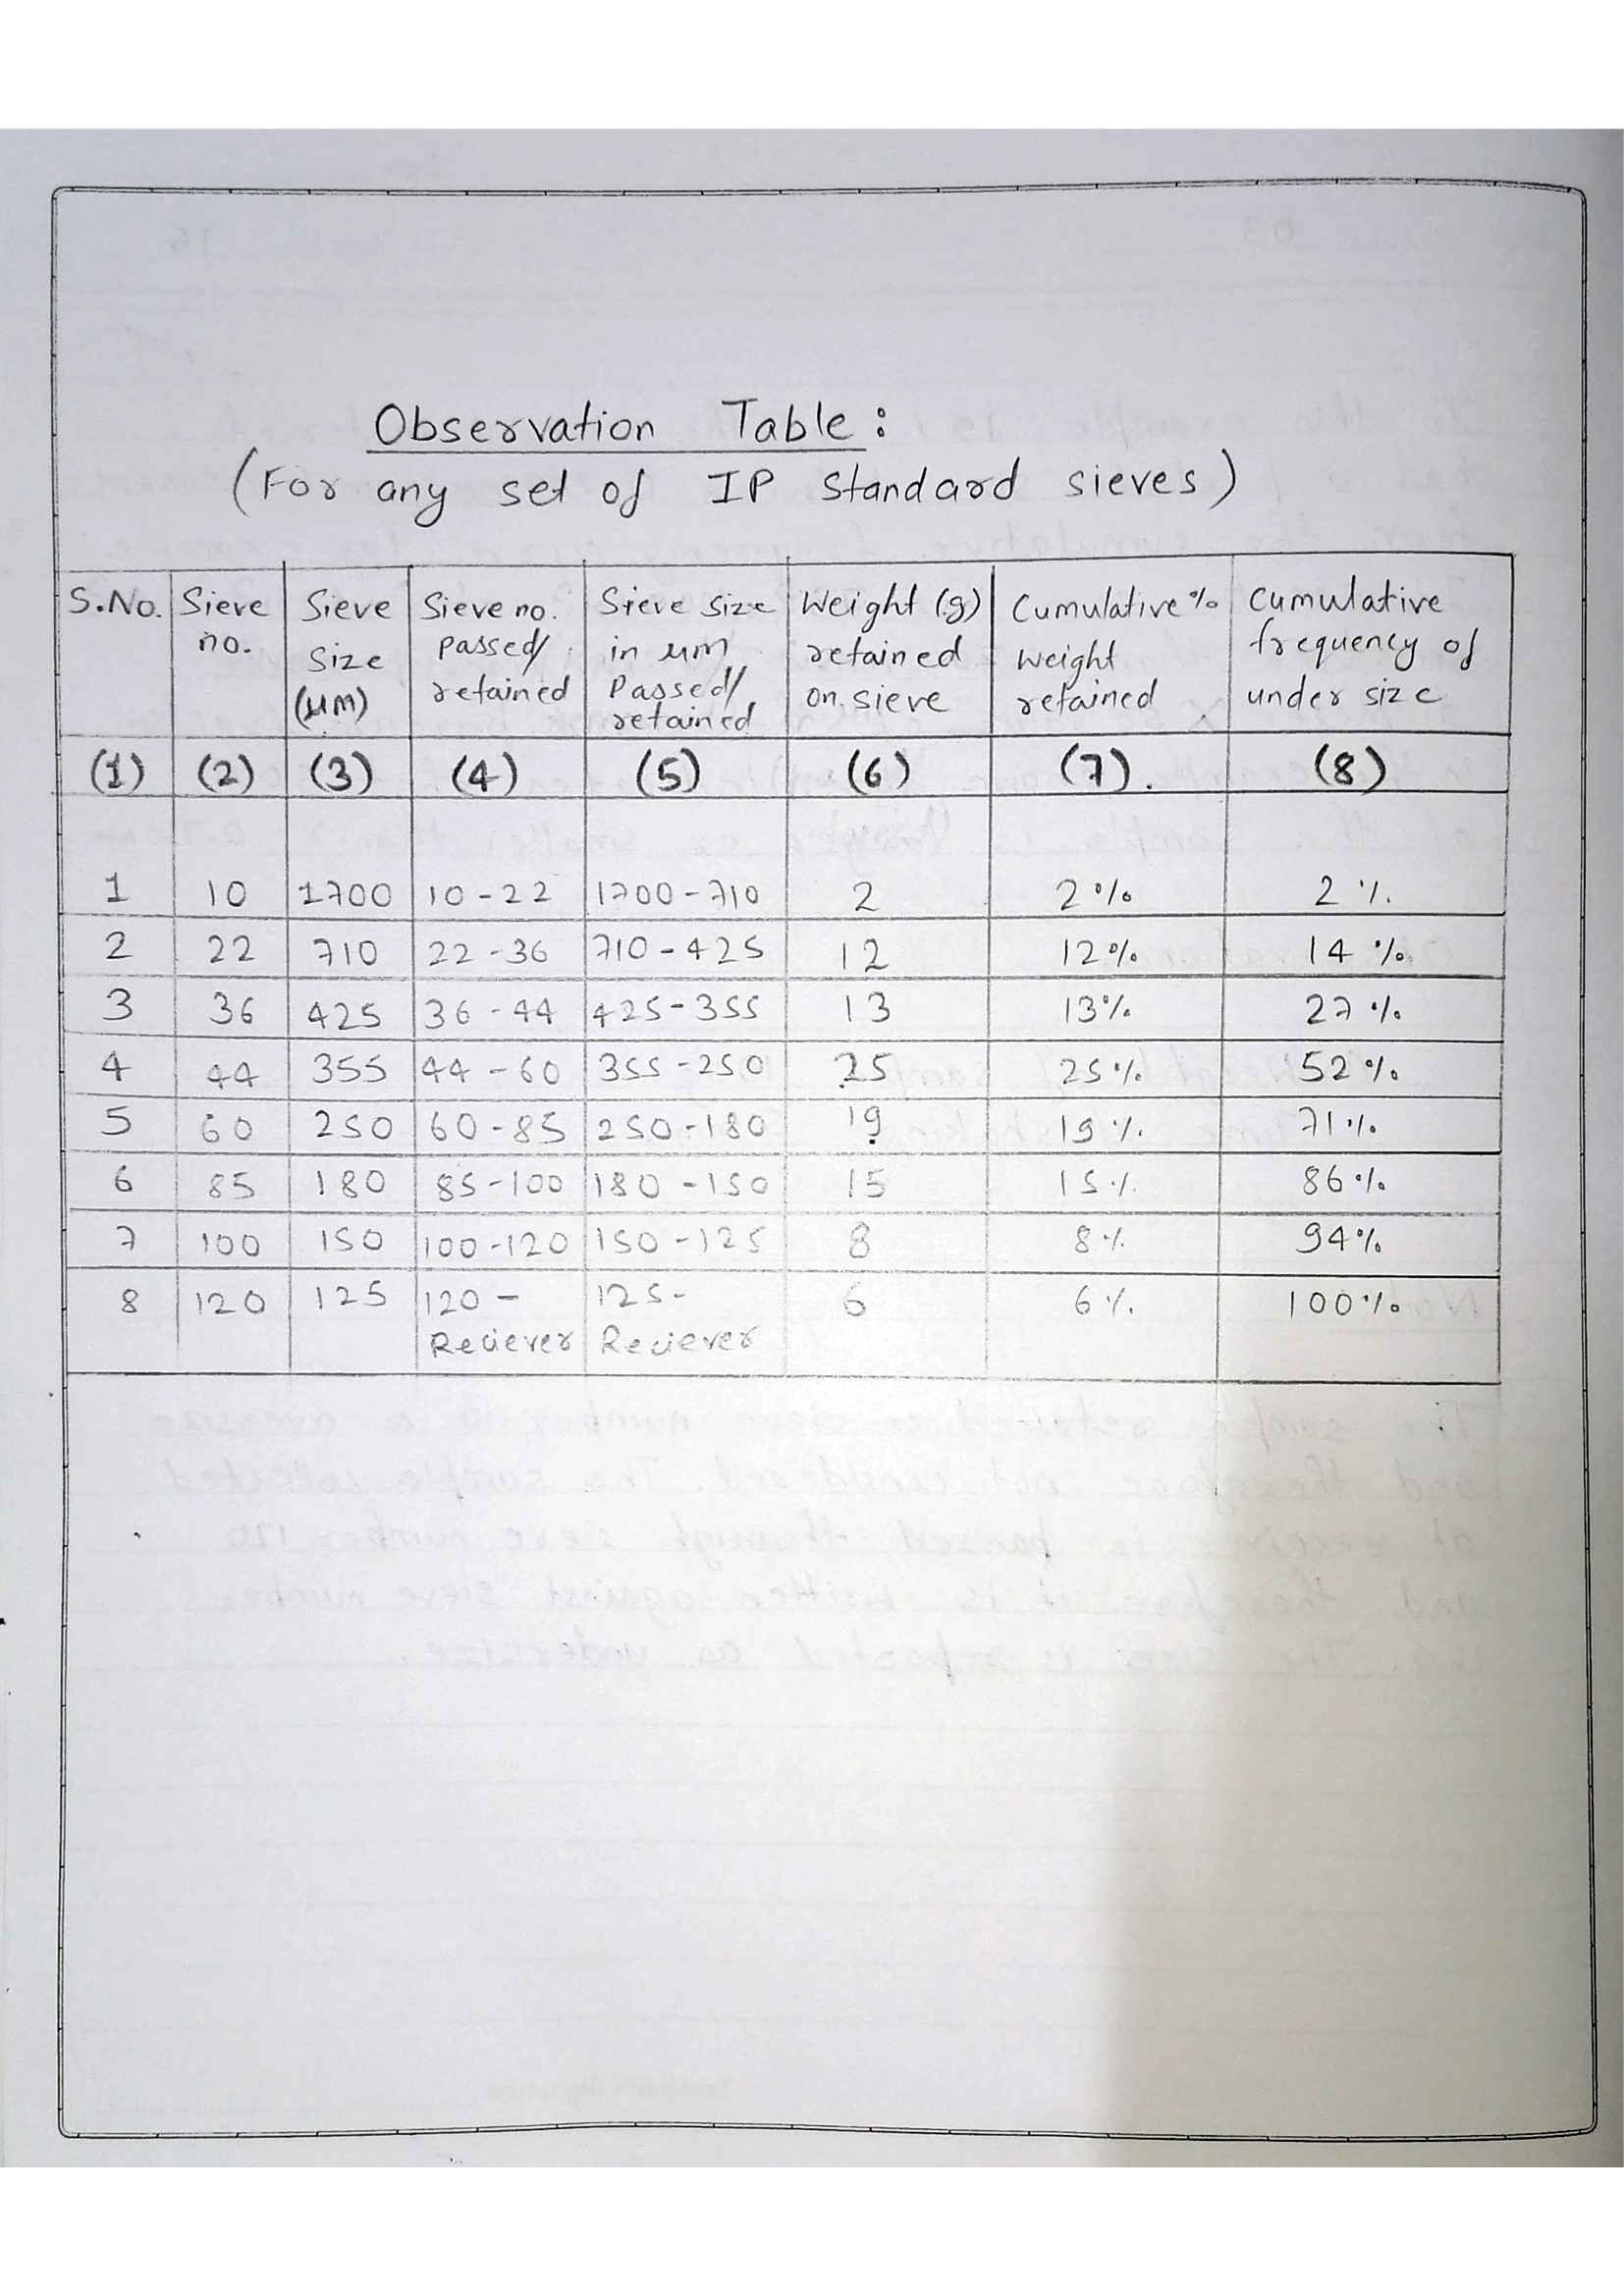 Observation Table:
(For any set of IP standard sieves)
S.No. | Sieve no. | Sieve Size (µm) | Sieve no. passed/ retained | Sieve size in µm Passed/ retained | Weight (g) retained on sieve | Cumulative % Weight retained | Cumulative frequency of under size
(1) | (2) | (3) | (4) | (5) | (6) | (7). | (8)
1 | 10 | 1700 | 10-22 | 1700-710 | 2 | 2% | 2%
2 | 22 | 710 | 22-36 | 710-425 | 12 | 12% | 14%
3 | 36 | 425 | 36-44 | 425-355 | 13 | 13% | 27%
4 | 44 | 355 | 44-60 | 355-250 | 25 | 25% | 52%
5 | 60 | 250 | 60-85 | 250-180 | 19 | 19% | 71%
6 | 85 | 180 | 85-100 | 180-150 | 15 | 15% | 86%
7 | 100 | 150 | 100-120 | 150-125 | 8 | 8% | 94%
8 | 120 | 125 | 120- Reciever | 125- Reciever | 6 | 6% | 100%